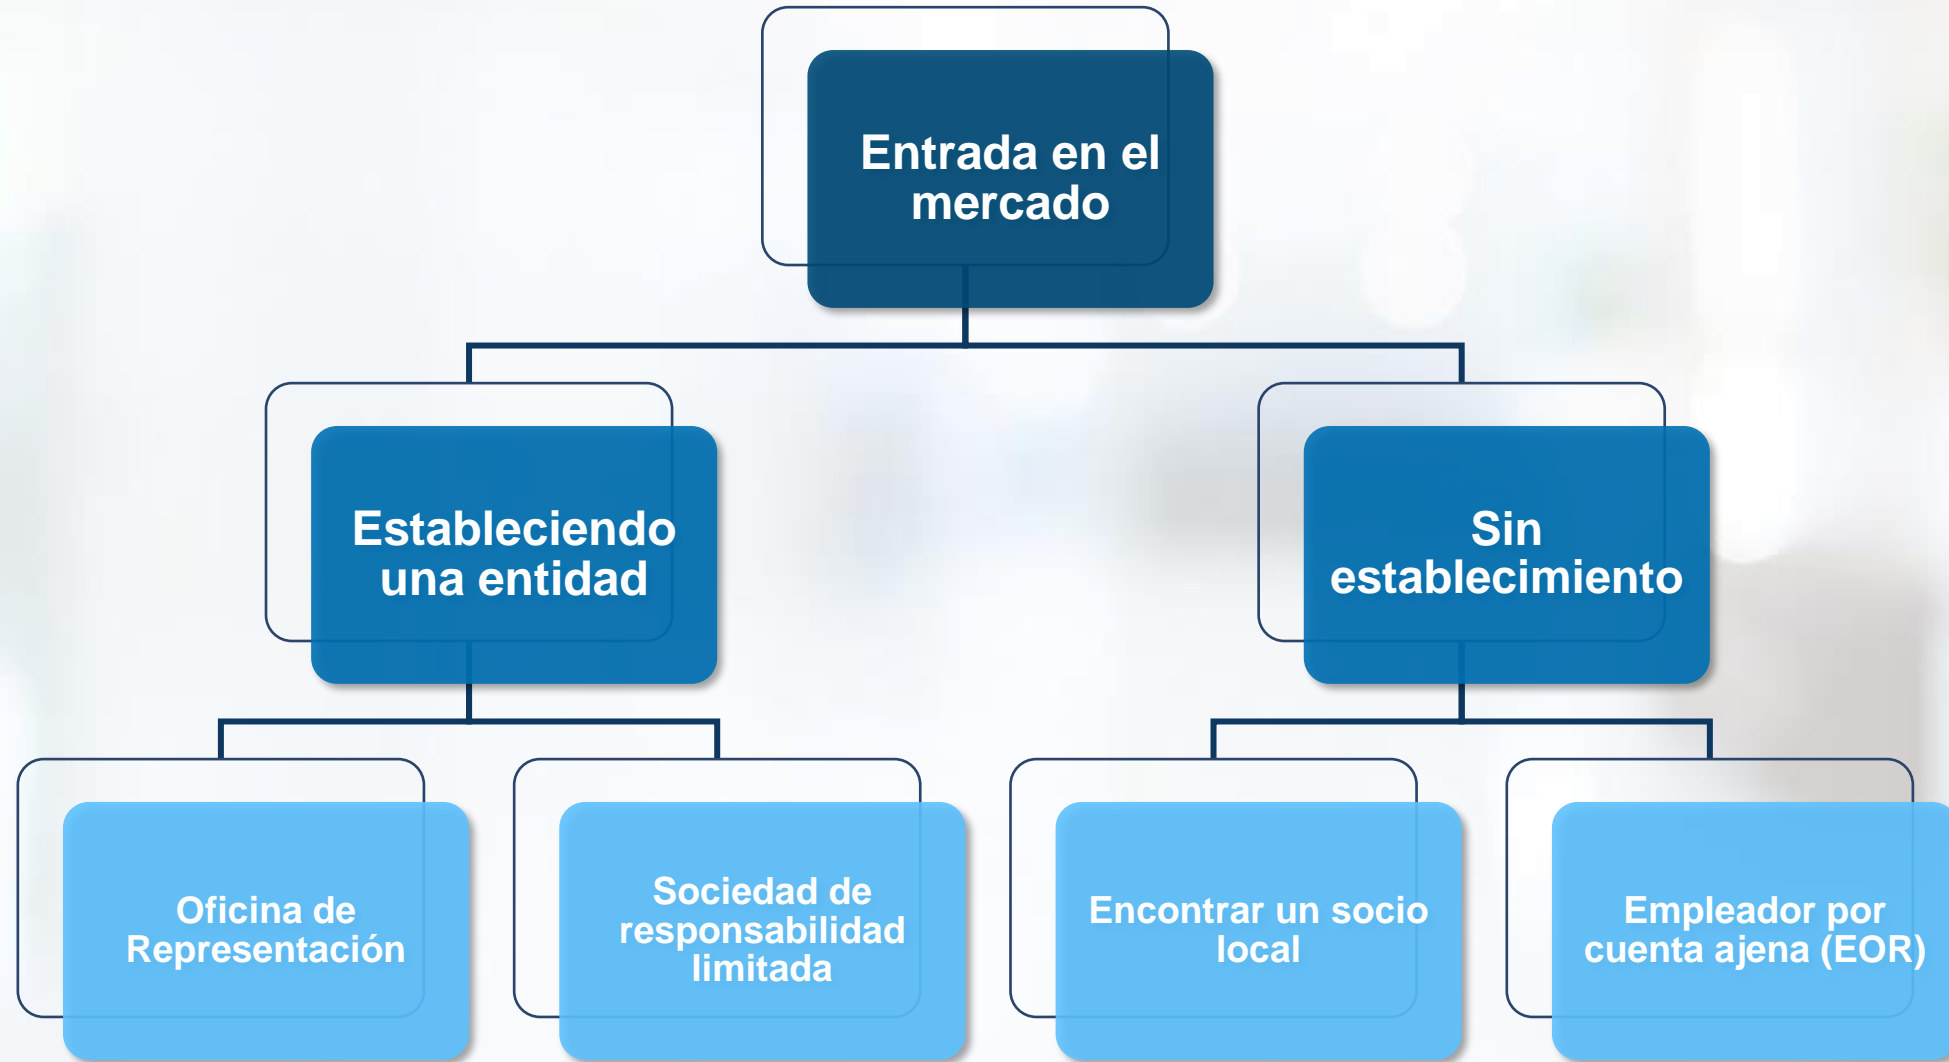 Entrada en el
mercado
Estableciendo
una entidad
Sin
establecimiento
Oficina de
Representación
Sociedad de
responsabilidad
limitada
Encontrar un socio
local
Empleador por
cuenta ajena (EOR)